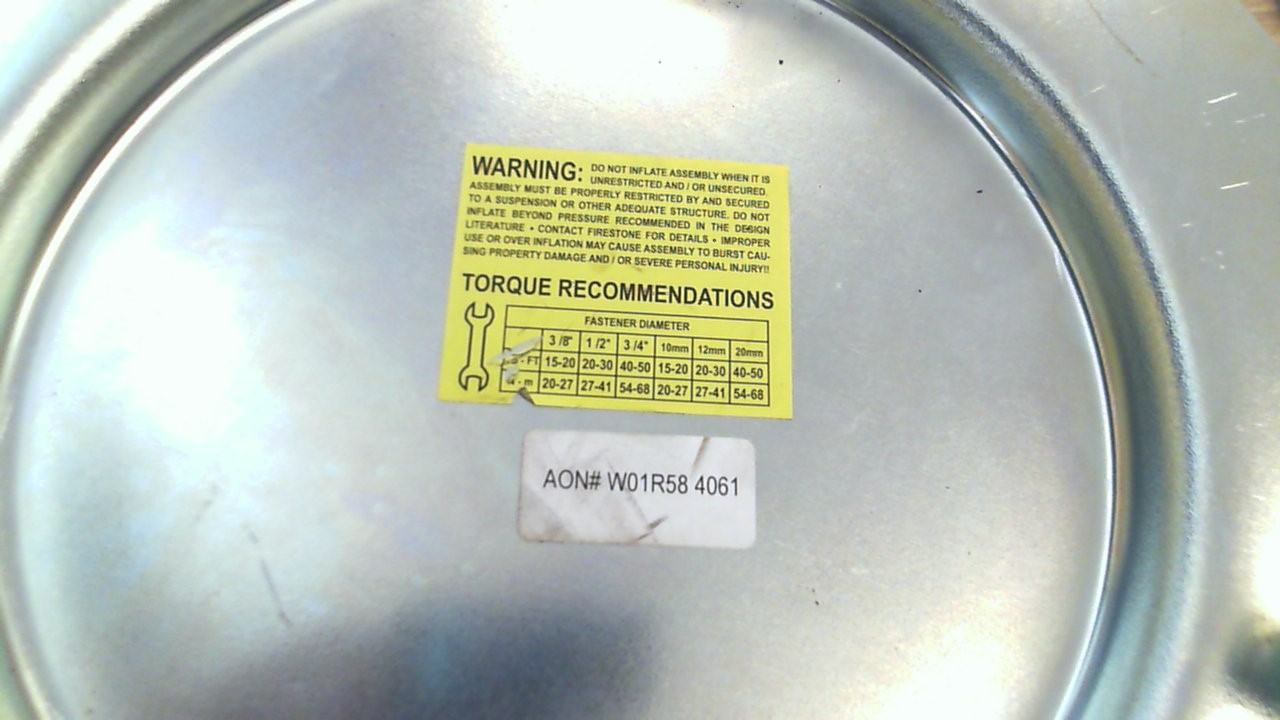 WARNING: DO NOT INFLATE ASSEMBLY WHEN IT IS
UNRESTRICTED AND / OR UNSECURED.
ASSEMBLY MUST BE PROPERLY RESTRICTED BY AND SECURED
TO A SUSPENSION OR OTHER ADEQUATE STRUCTURE. DO NOT
INFLATE BEYOND PRESSURE RECOMMENDED IN THE DESIGN
LITERATURE • CONTACT FIRESTONE FOR DETAILS • IMPROPER
USE OR OVER INFLATION MAY CAUSE ASSEMBLY TO BURST CAU-
SING PROPERTY DAMAGE AND / OR SEVERE PERSONAL INJURY!!
TORQUE RECOMMENDATIONS
FASTENER DIAMETER
3 /8" 1 /2" 3 /4" 10mm 12mm 20mm
- FT 15-20 20-30 40-50 15-20 20-30 40-50
- m 20-27 27-41 54-68 20-27 27-41 54-68
AON# W01R58 4061